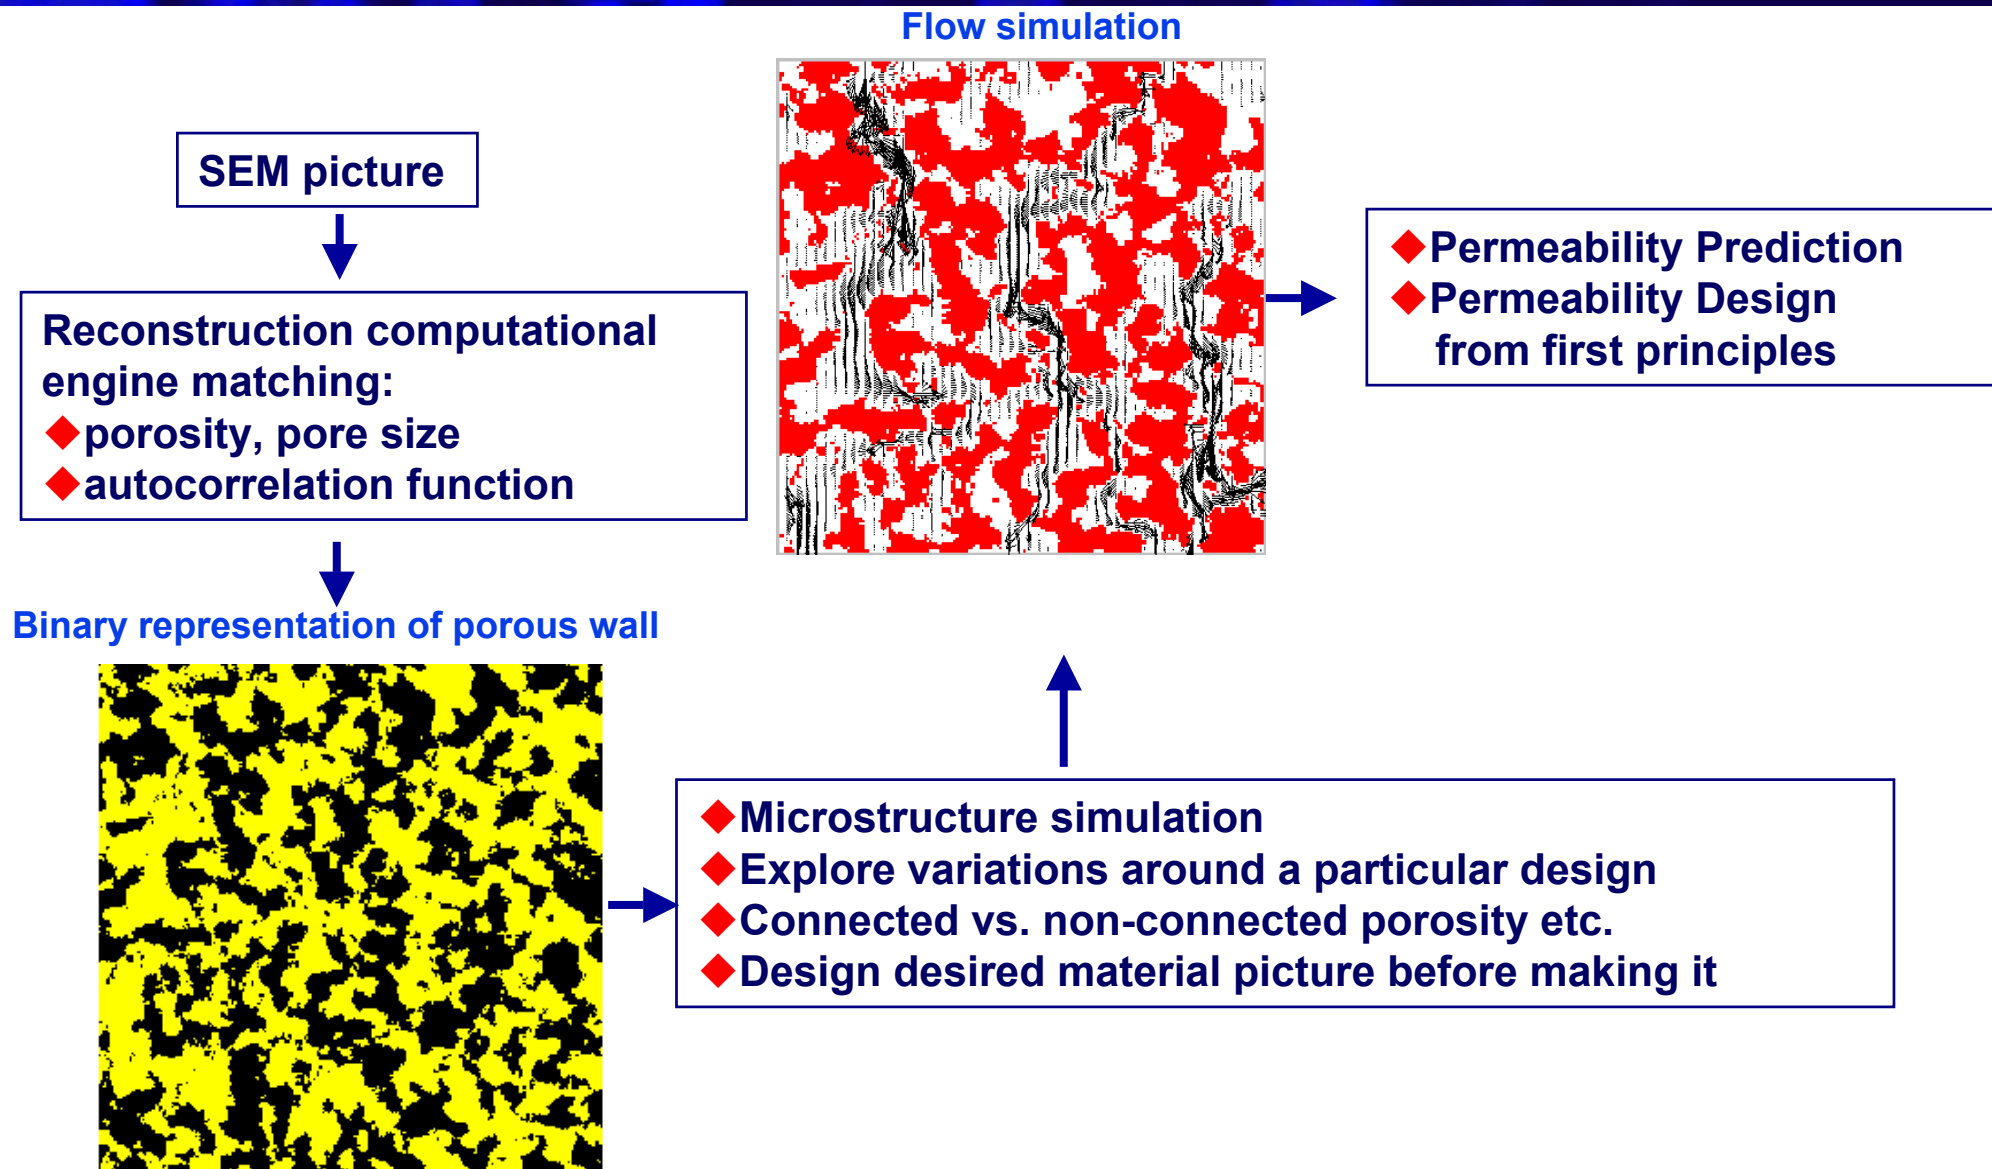 Flow simulation
SEM picture
Reconstruction computational
engine matching:
◆porosity, pore size
◆autocorrelation function
Binary representation of porous wall
◆Microstructure simulation
◆Explore variations around a particular design
◆Connected vs. non-connected porosity etc.
◆Design desired material picture before making it
◆Permeability Prediction
◆Permeability Design
from first principles